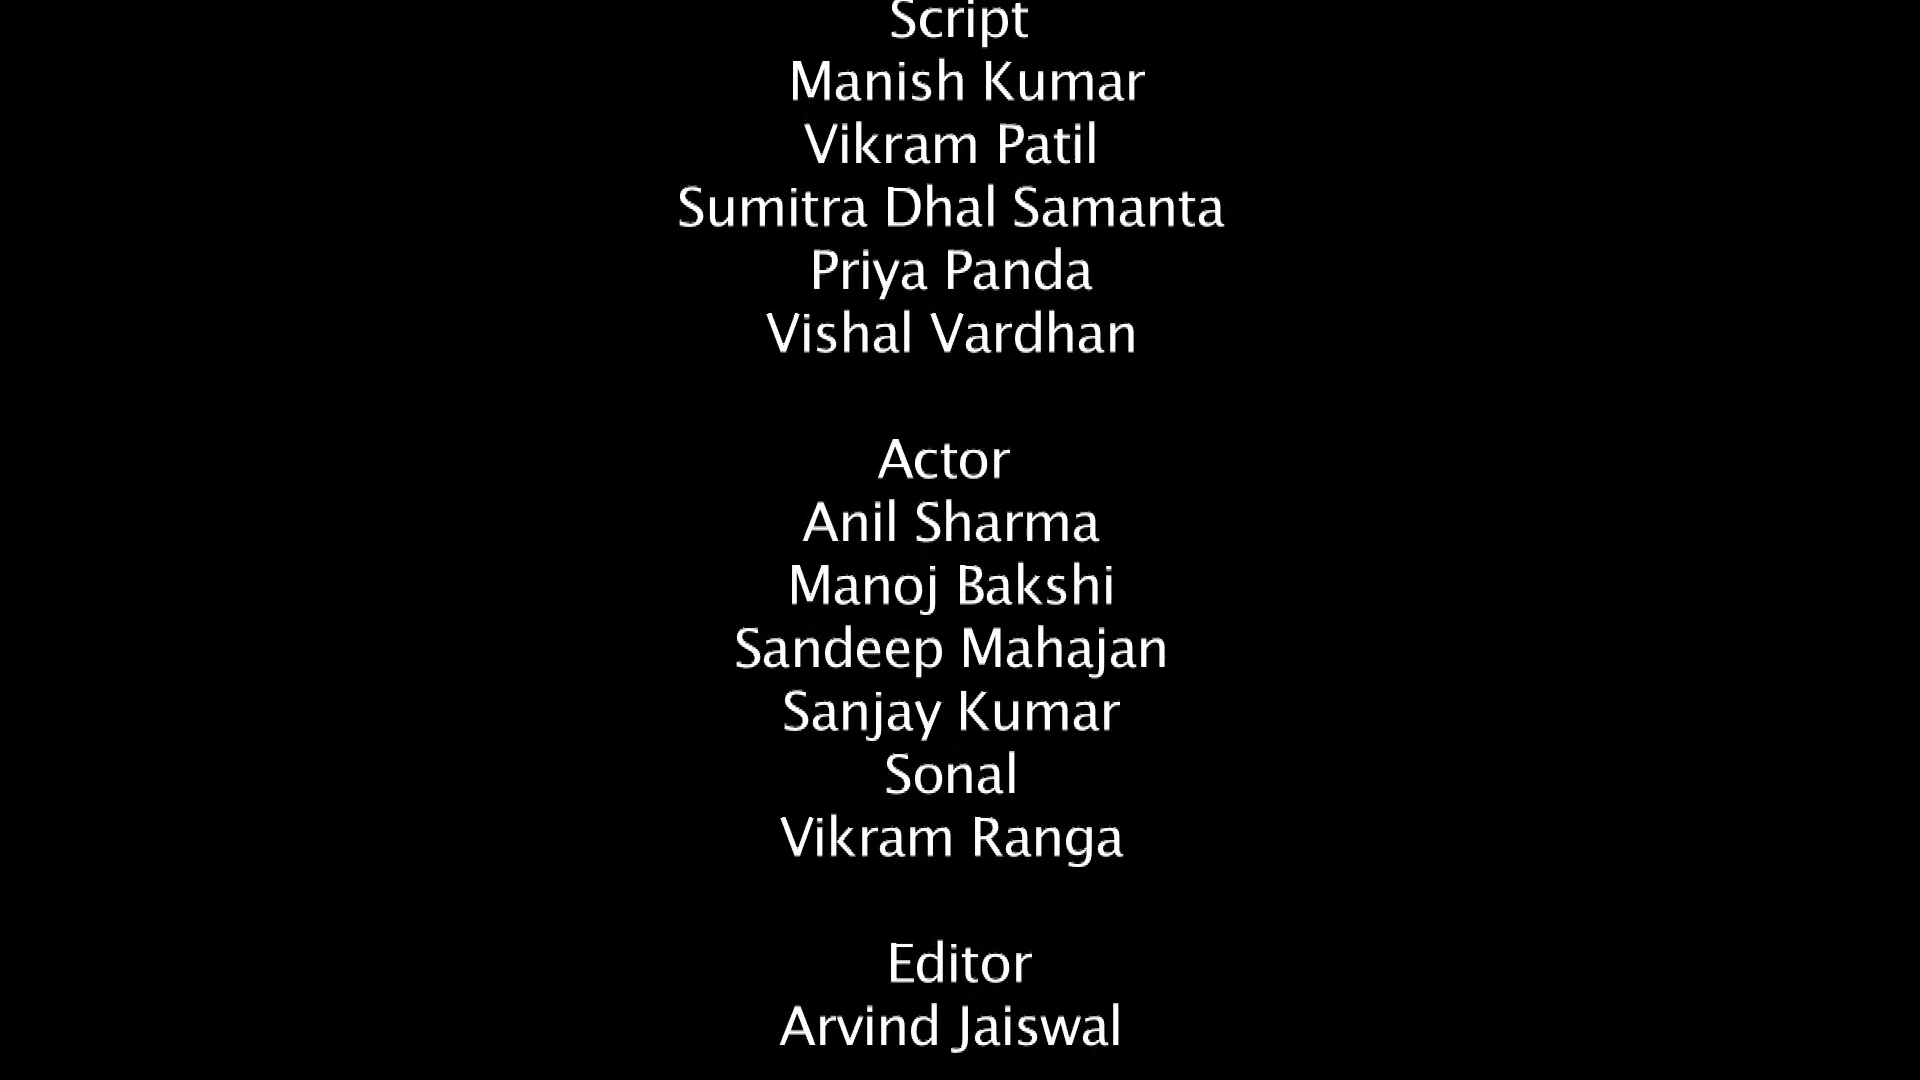 Script
Manish Kumar
Vikram Patil
Sumitra Dhal Samanta
Priya Panda
Vishal Vardhan
Actor
Anil Sharma
Manoj Bakshi
Sandeep Mahajan
Sanjay Kumar
Sonal
Vikram Ranga
Editor
Arvind Jaiswal